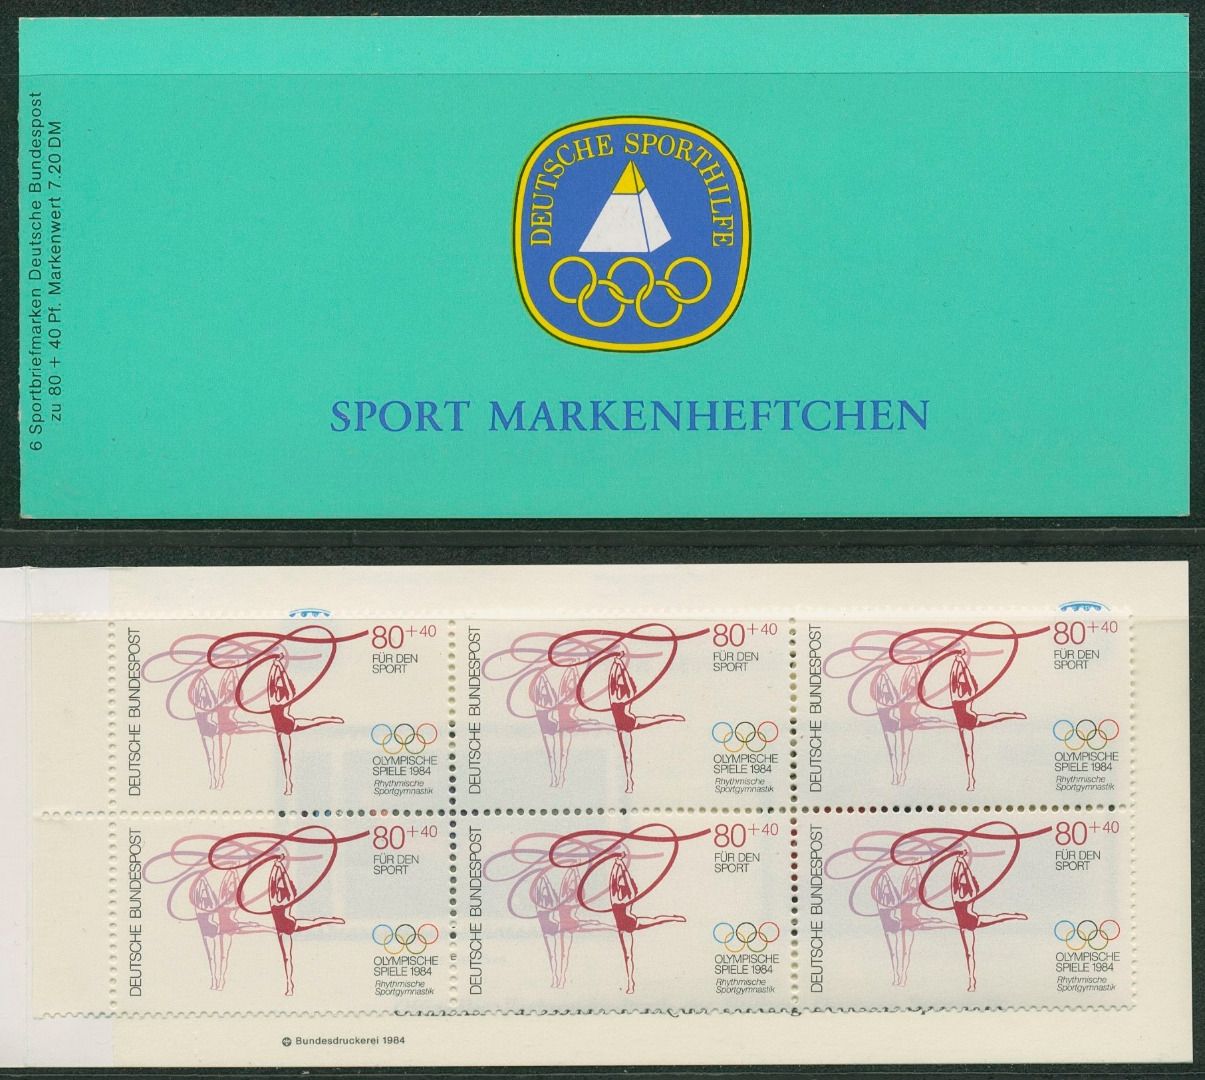 6 Sportbriefmarken Deutsche Bundespost
zu 80 + 40 Pf. Markenwert 7.20 DM
DEUTSCHE SPORTHILFE
SPORT MARKENHEFTCHEN
DEUTSCHE BUNDESPOST
80+40
FÜR DEN
SPORT
OLYMPISCHE
SPIELE 1984
Rhythmische
Sportgymnastik
DEUTSCHE BUNDESPOST
80+40
FÜR DEN
SPORT
OLYMPISCHE
SPIELE 1984
Rhythmische
Sportgymnastik
DEUTSCHE BUNDESPOST
80+40
FÜR DEN
SPORT
OLYMPISCHE
SPIELE 1984
Rhythmische
Sportgymnastik
DEUTSCHE BUNDESPOST
80+40
FÜR DEN
SPORT
OLYMPISCHE
SPIELE 1984
Rhythmische
Sportgymnastik
DEUTSCHE BUNDESPOST
80+40
FÜR DEN
SPORT
OLYMPISCHE
SPIELE 1984
Rhythmische
Sportgymnastik
DEUTSCHE BUNDESPOST
80+40
FÜR DEN
SPORT
OLYMPISCHE
SPIELE 1984
Rhythmische
Sportgymnastik
Bundesdruckerei 1984